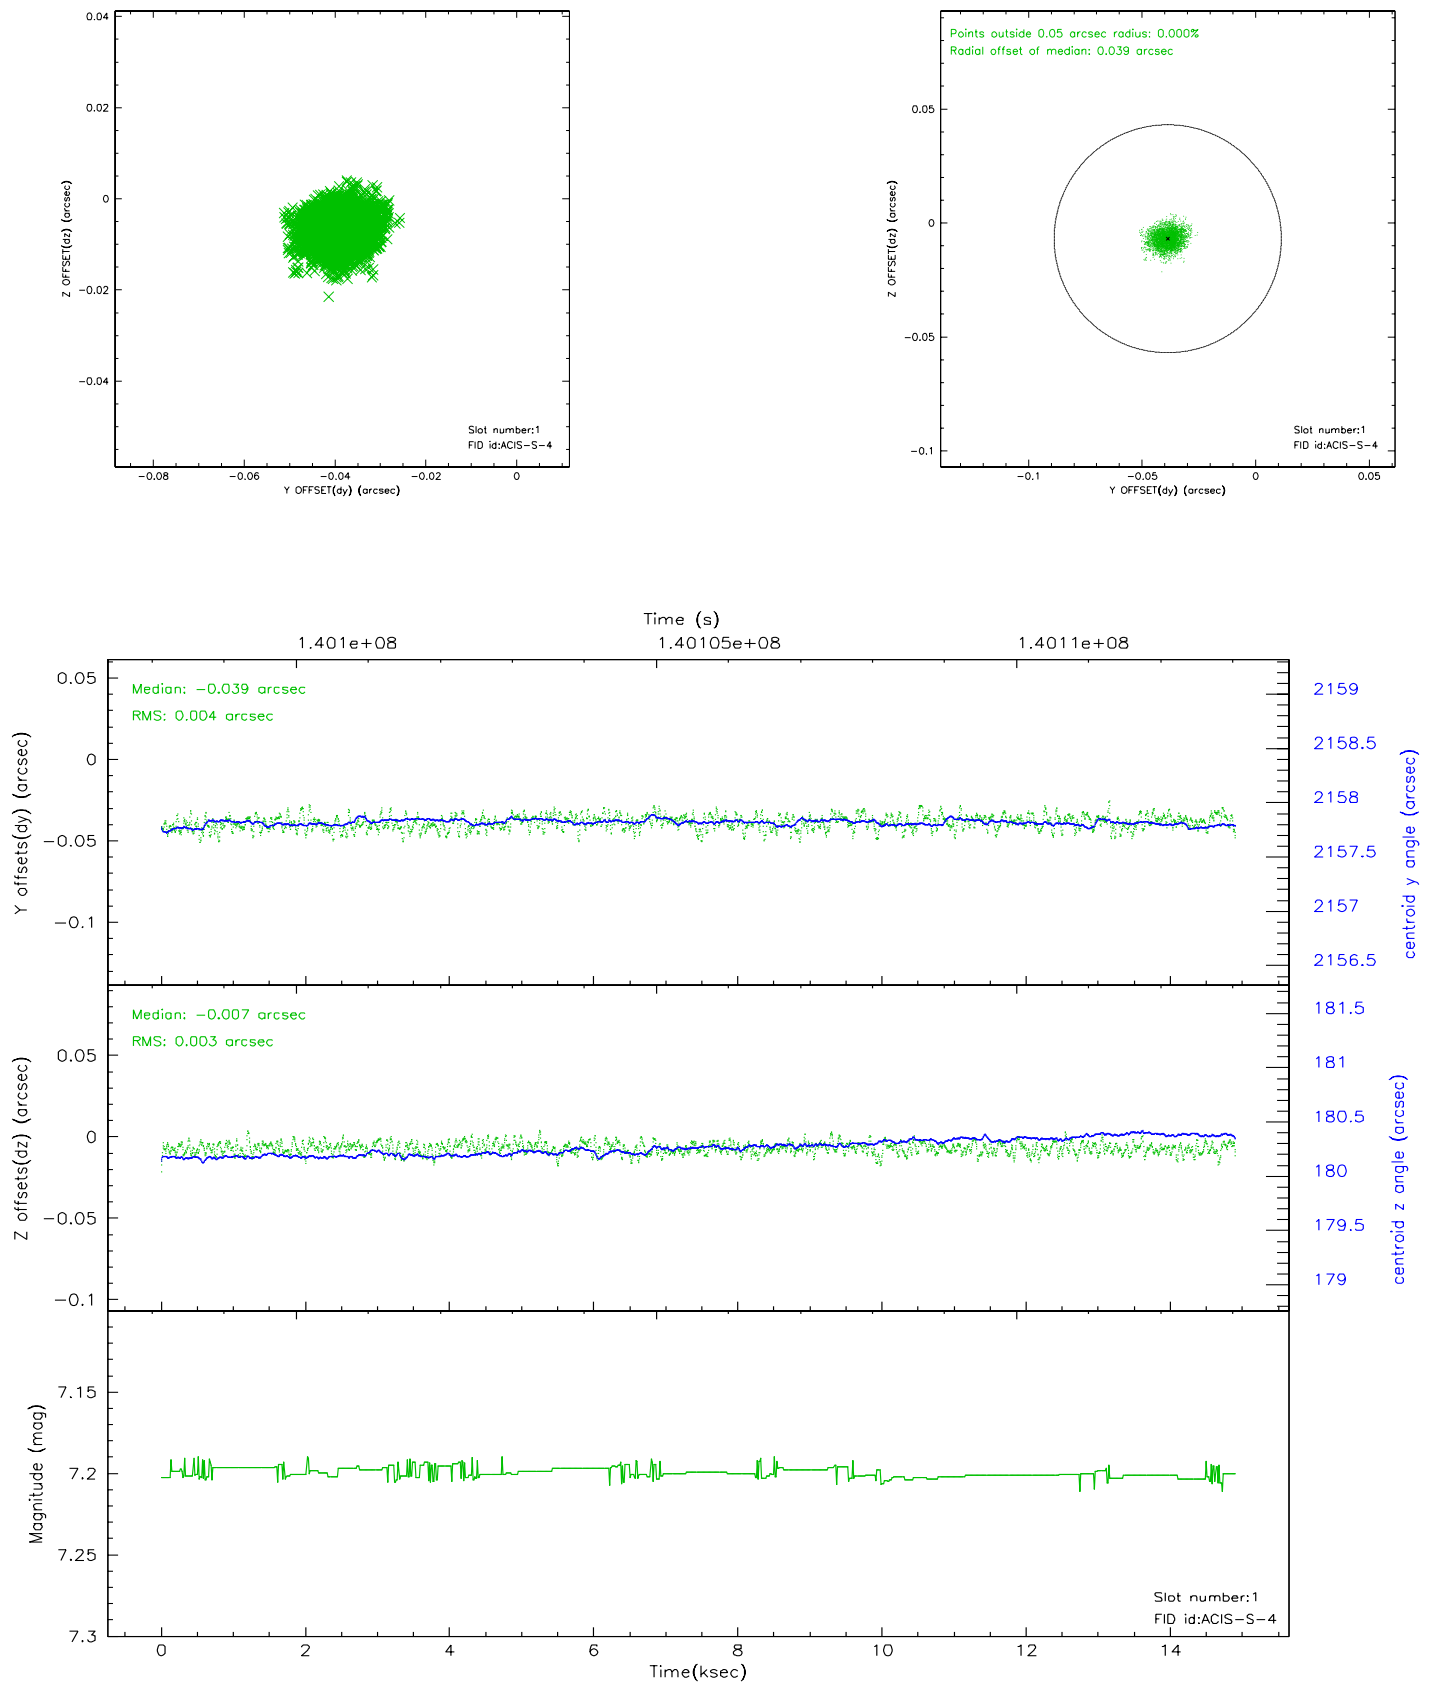 0.04
0.02
0
−0.02
−0.04
Z OFFSET(dz) (arcsec)
Slot number:1
FID id:ACIS−S−4
−0.08
−0.06
−0.04
−0.02
0
Y OFFSET(dy) (arcsec)
Points outside 0.05 arcsec radius: 0.000%
Radial offset of median: 0.039 arcsec
0.05
0
−0.05
−0.1
Z OFFSET(dz) (arcsec)
Slot number:1
FID id:ACIS−S−4
−0.1
−0.05
0
0.05
Y OFFSET(dy) (arcsec)
Time (s)
1.401e+08
1.40105e+08
1.4011e+08
Median: −0.039 arcsec
RMS: 0.004 arcsec
0.05
0
−0.05
−0.1
Y offsets(dy) (arcsec)
2159
2158.5
2158
2157.5
2157
2156.5
centroid y angle (arcsec)
Median: −0.007 arcsec
RMS: 0.003 arcsec
0.05
0
−0.05
−0.1
Z offsets(dz) (arcsec)
181.5
181
180.5
180
179.5
179
centroid z angle (arcsec)
7.15
7.2
7.25
7.3
Magnitude (mag)
Slot number:1
FID id:ACIS−S−4
0
2
4
6
8
10
12
14
Time(ksec)